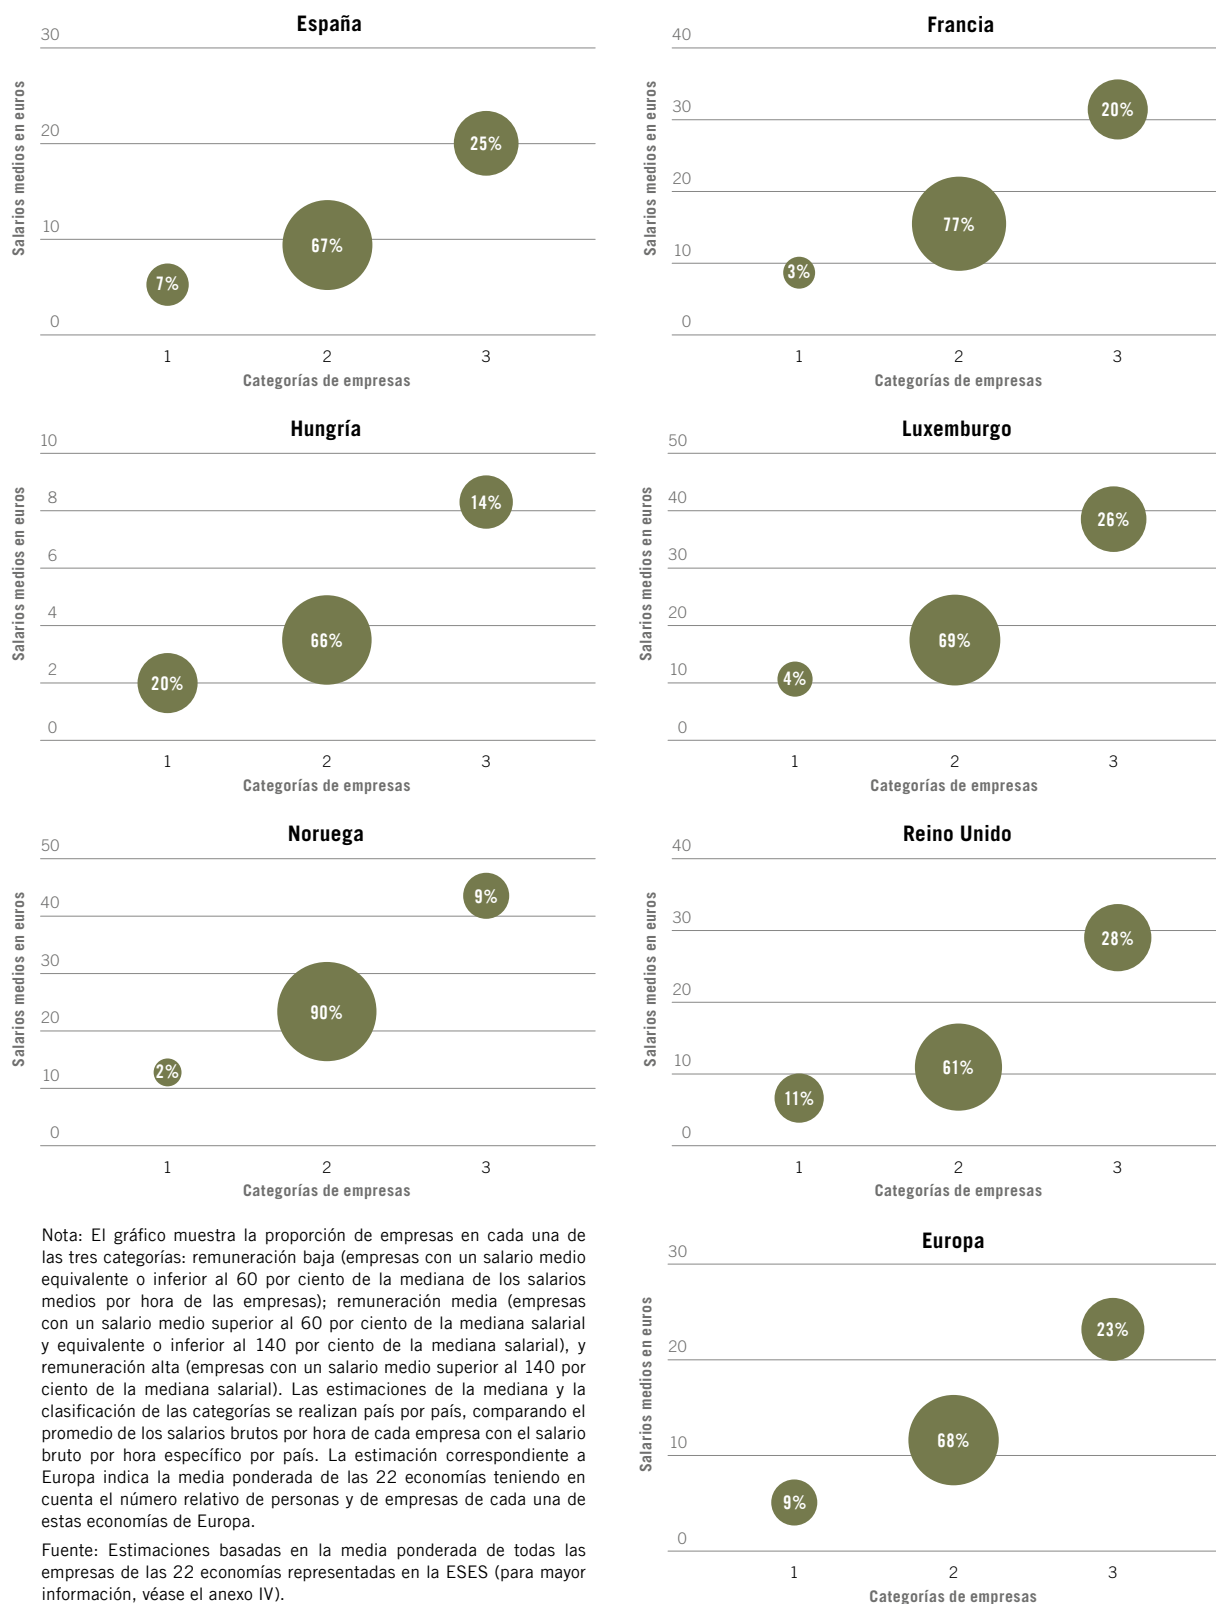 España
Salarios medios en euros
30
20
10
0
7%
67%
25%
1 2 3
Categorías de empresas
Francia
Salarios medios en euros
40
30
20
10
0
3%
77%
20%
1 2 3
Categorías de empresas
Hungría
Salarios medios en euros
10
8
6
4
2
0
20%
66%
14%
1 2 3
Categorías de empresas
Luxemburgo
Salarios medios en euros
50
40
30
20
10
0
4%
69%
26%
1 2 3
Categorías de empresas
Noruega
Salarios medios en euros
50
40
30
20
10
0
2%
90%
9%
1 2 3
Categorías de empresas
Reino Unido
Salarios medios en euros
40
30
20
10
0
11%
61%
28%
1 2 3
Categorías de empresas
Nota: El gráfico muestra la proporción de empresas en cada una de
las tres categorías: remuneración baja (empresas con un salario medio
equivalente o inferior al 60 por ciento de la mediana de los salarios
medios por hora de las empresas); remuneración media (empresas
con un salario medio superior al 60 por ciento de la mediana salarial
y equivalente o inferior al 140 por ciento de la mediana salarial), y
remuneración alta (empresas con un salario medio superior al 140 por
ciento de la mediana salarial). Las estimaciones de la mediana y la
clasificación de las categorías se realizan país por país, comparando el
promedio de los salarios brutos por hora de cada empresa con el salario
bruto por hora específico por país. La estimación correspondiente a
Europa indica la media ponderada de las 22 economías teniendo en
cuenta el número relativo de personas y de empresas de cada una de
estas economías de Europa.
Fuente: Estimaciones basadas en la media ponderada de todas las
empresas de las 22 economías representadas en la ESES (para mayor
información, véase el anexo IV).
Europa
Salarios medios en euros
30
20
10
0
9%
68%
23%
1 2 3
Categorías de empresas